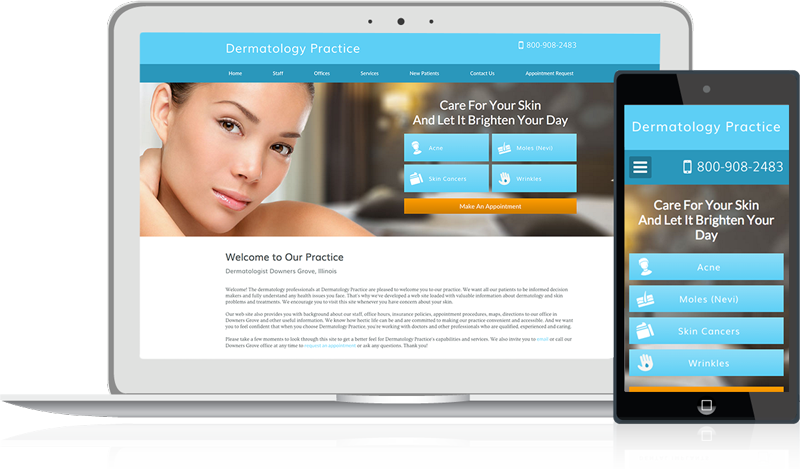 Dermatology Practice
800-908-2483
Home Staff Offices Services New Patients Contact Us Appointment Request
Care For Your Skin
And Let It Brighten Your Day
Acne
Moles (Nevi)
Skin Cancers
Wrinkles
Make An Appointment
Welcome to Our Practice
Dermatologist Downers Grove, Illinois
Welcome! The dermatology professionals at Dermatology Practice are pleased to welcome you to our practice. We want all our patients to be informed decision
makers and fully understand any health issues you face. That's why we've developed a web site loaded with valuable information about dermatology and skin
problems and treatments. We encourage you to visit this site whenever you have concerns about your skin.
Our web site also provides you with background about our staff, office hours, insurance policies, appointment procedures, maps, directions to our office in
Downers Grove and other useful information. We know how hectic life can be and are committed to making our practice convenient and accessible. And we want
you to feel confident that when you choose Dermatology Practice, you're working with doctors and other professionals who are qualified, experienced and caring.
Please take a few moments to look through this site to get a better feel for Dermatology Practice's capabilities and services. We also invite you to email or call our
Downers Grove office at any time to request an appointment or ask any questions. Thank you!
Dermatology Practice
800-908-2483
Care For Your Skin
And Let It Brighten Your
Day
Acne
Moles (Nevi)
Skin Cancers
Wrinkles